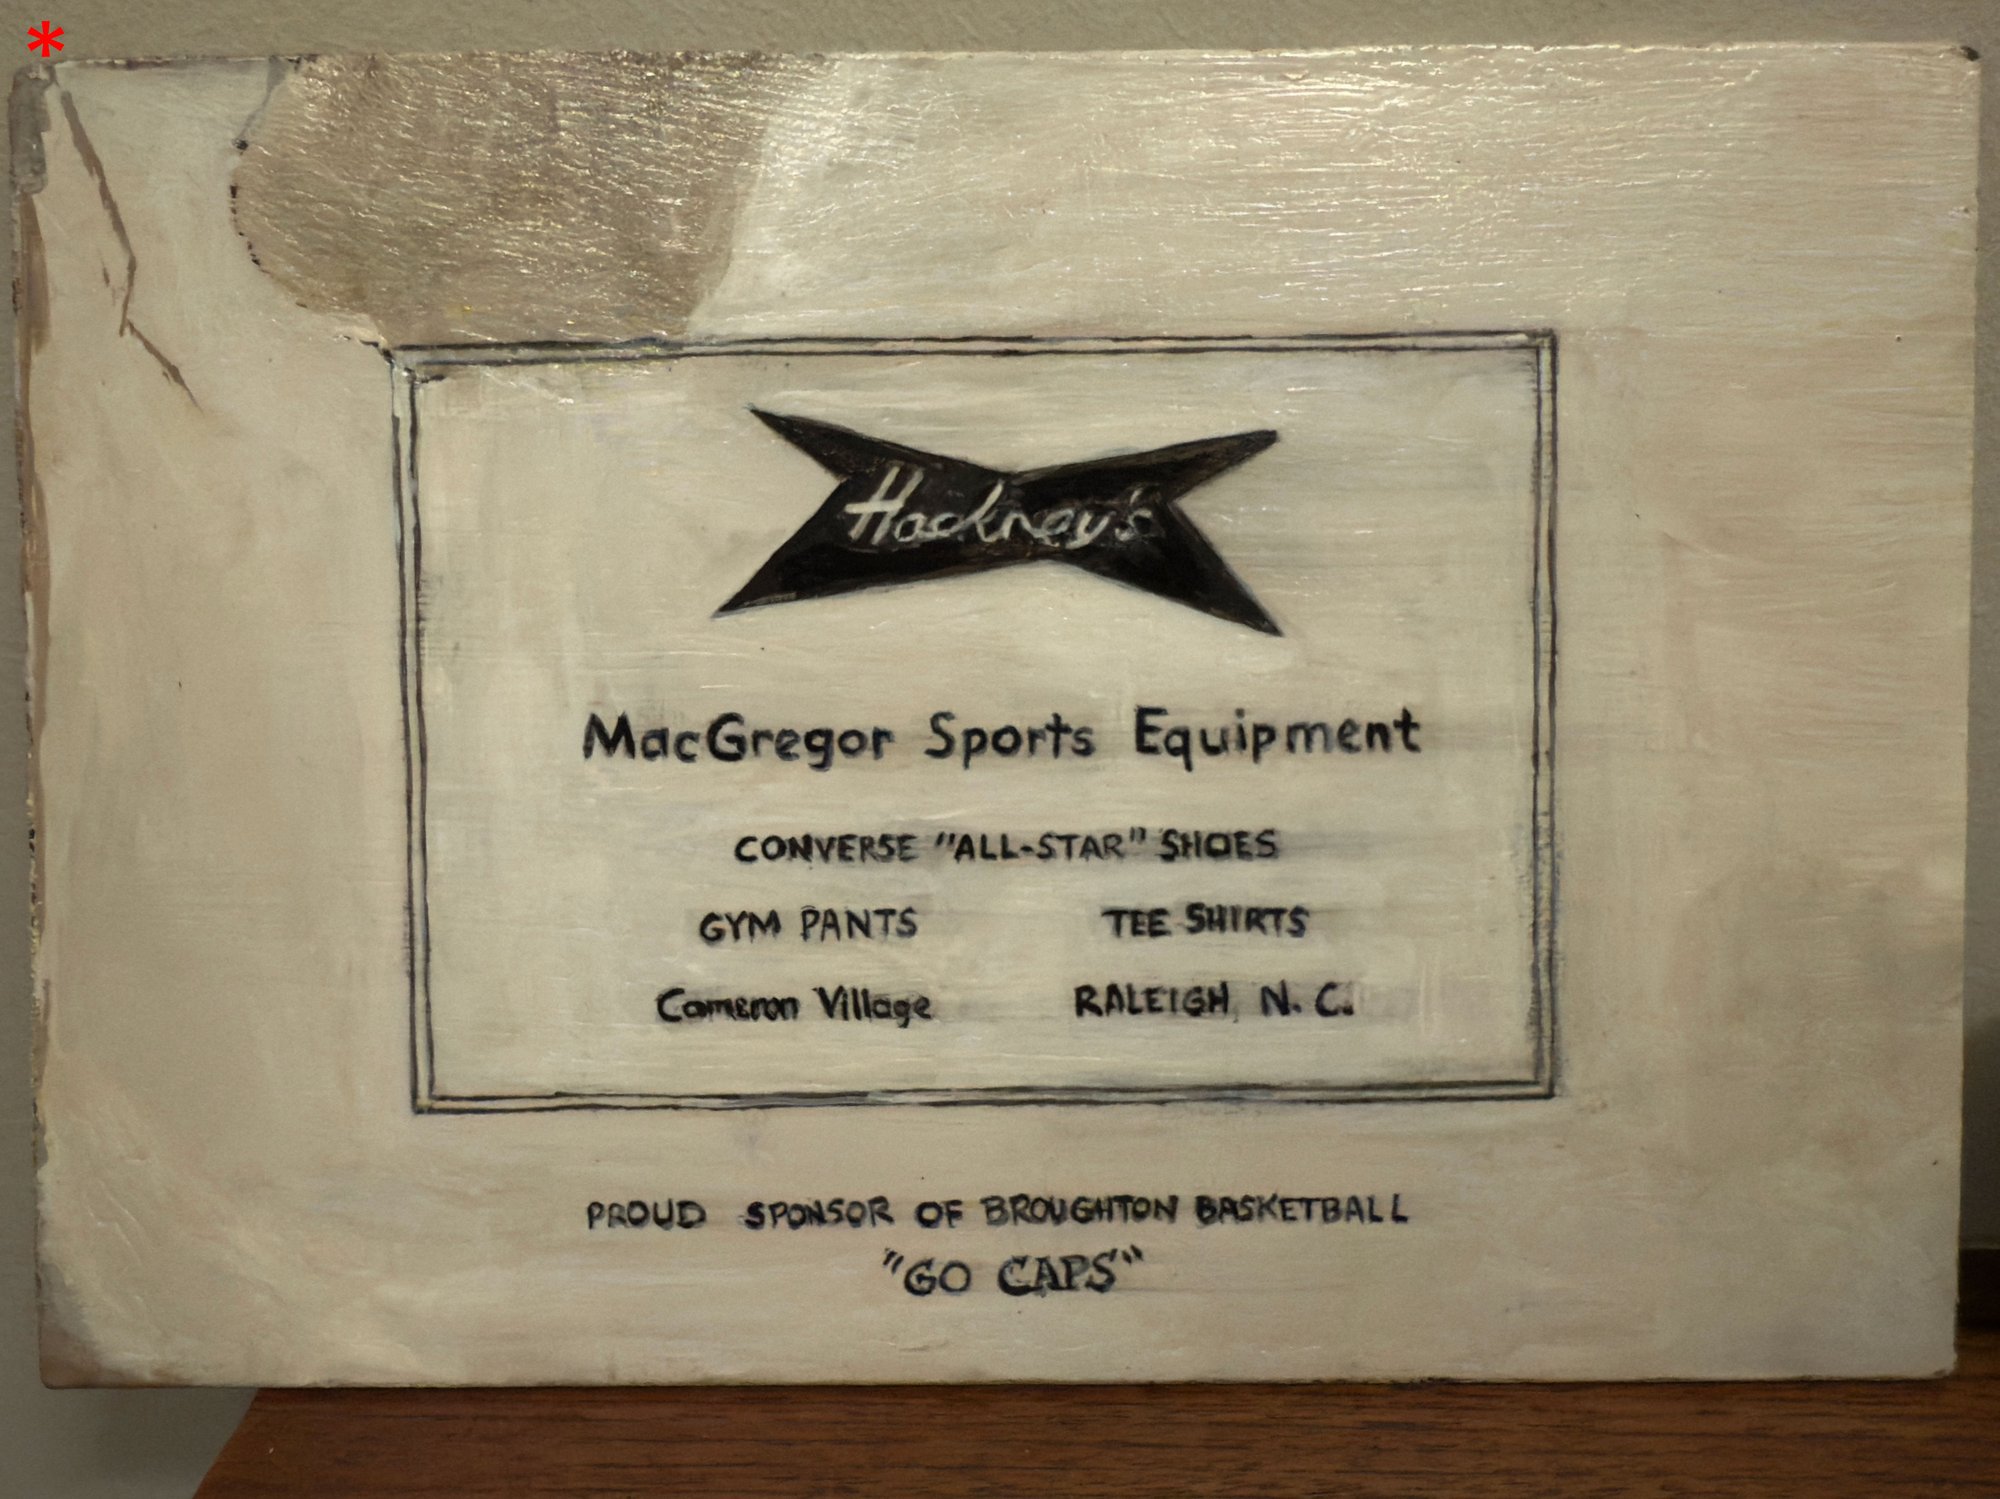 *
Hackney's
MacGregor Sports Equipment
CONVERSE "ALL-STAR" SHOES
GYM PANTS TEE SHIRTS
Cameron Village RALEIGH, N. C.
PROUD SPONSOR OF BROUGHTON BASKETBALL
"GO CAPS"